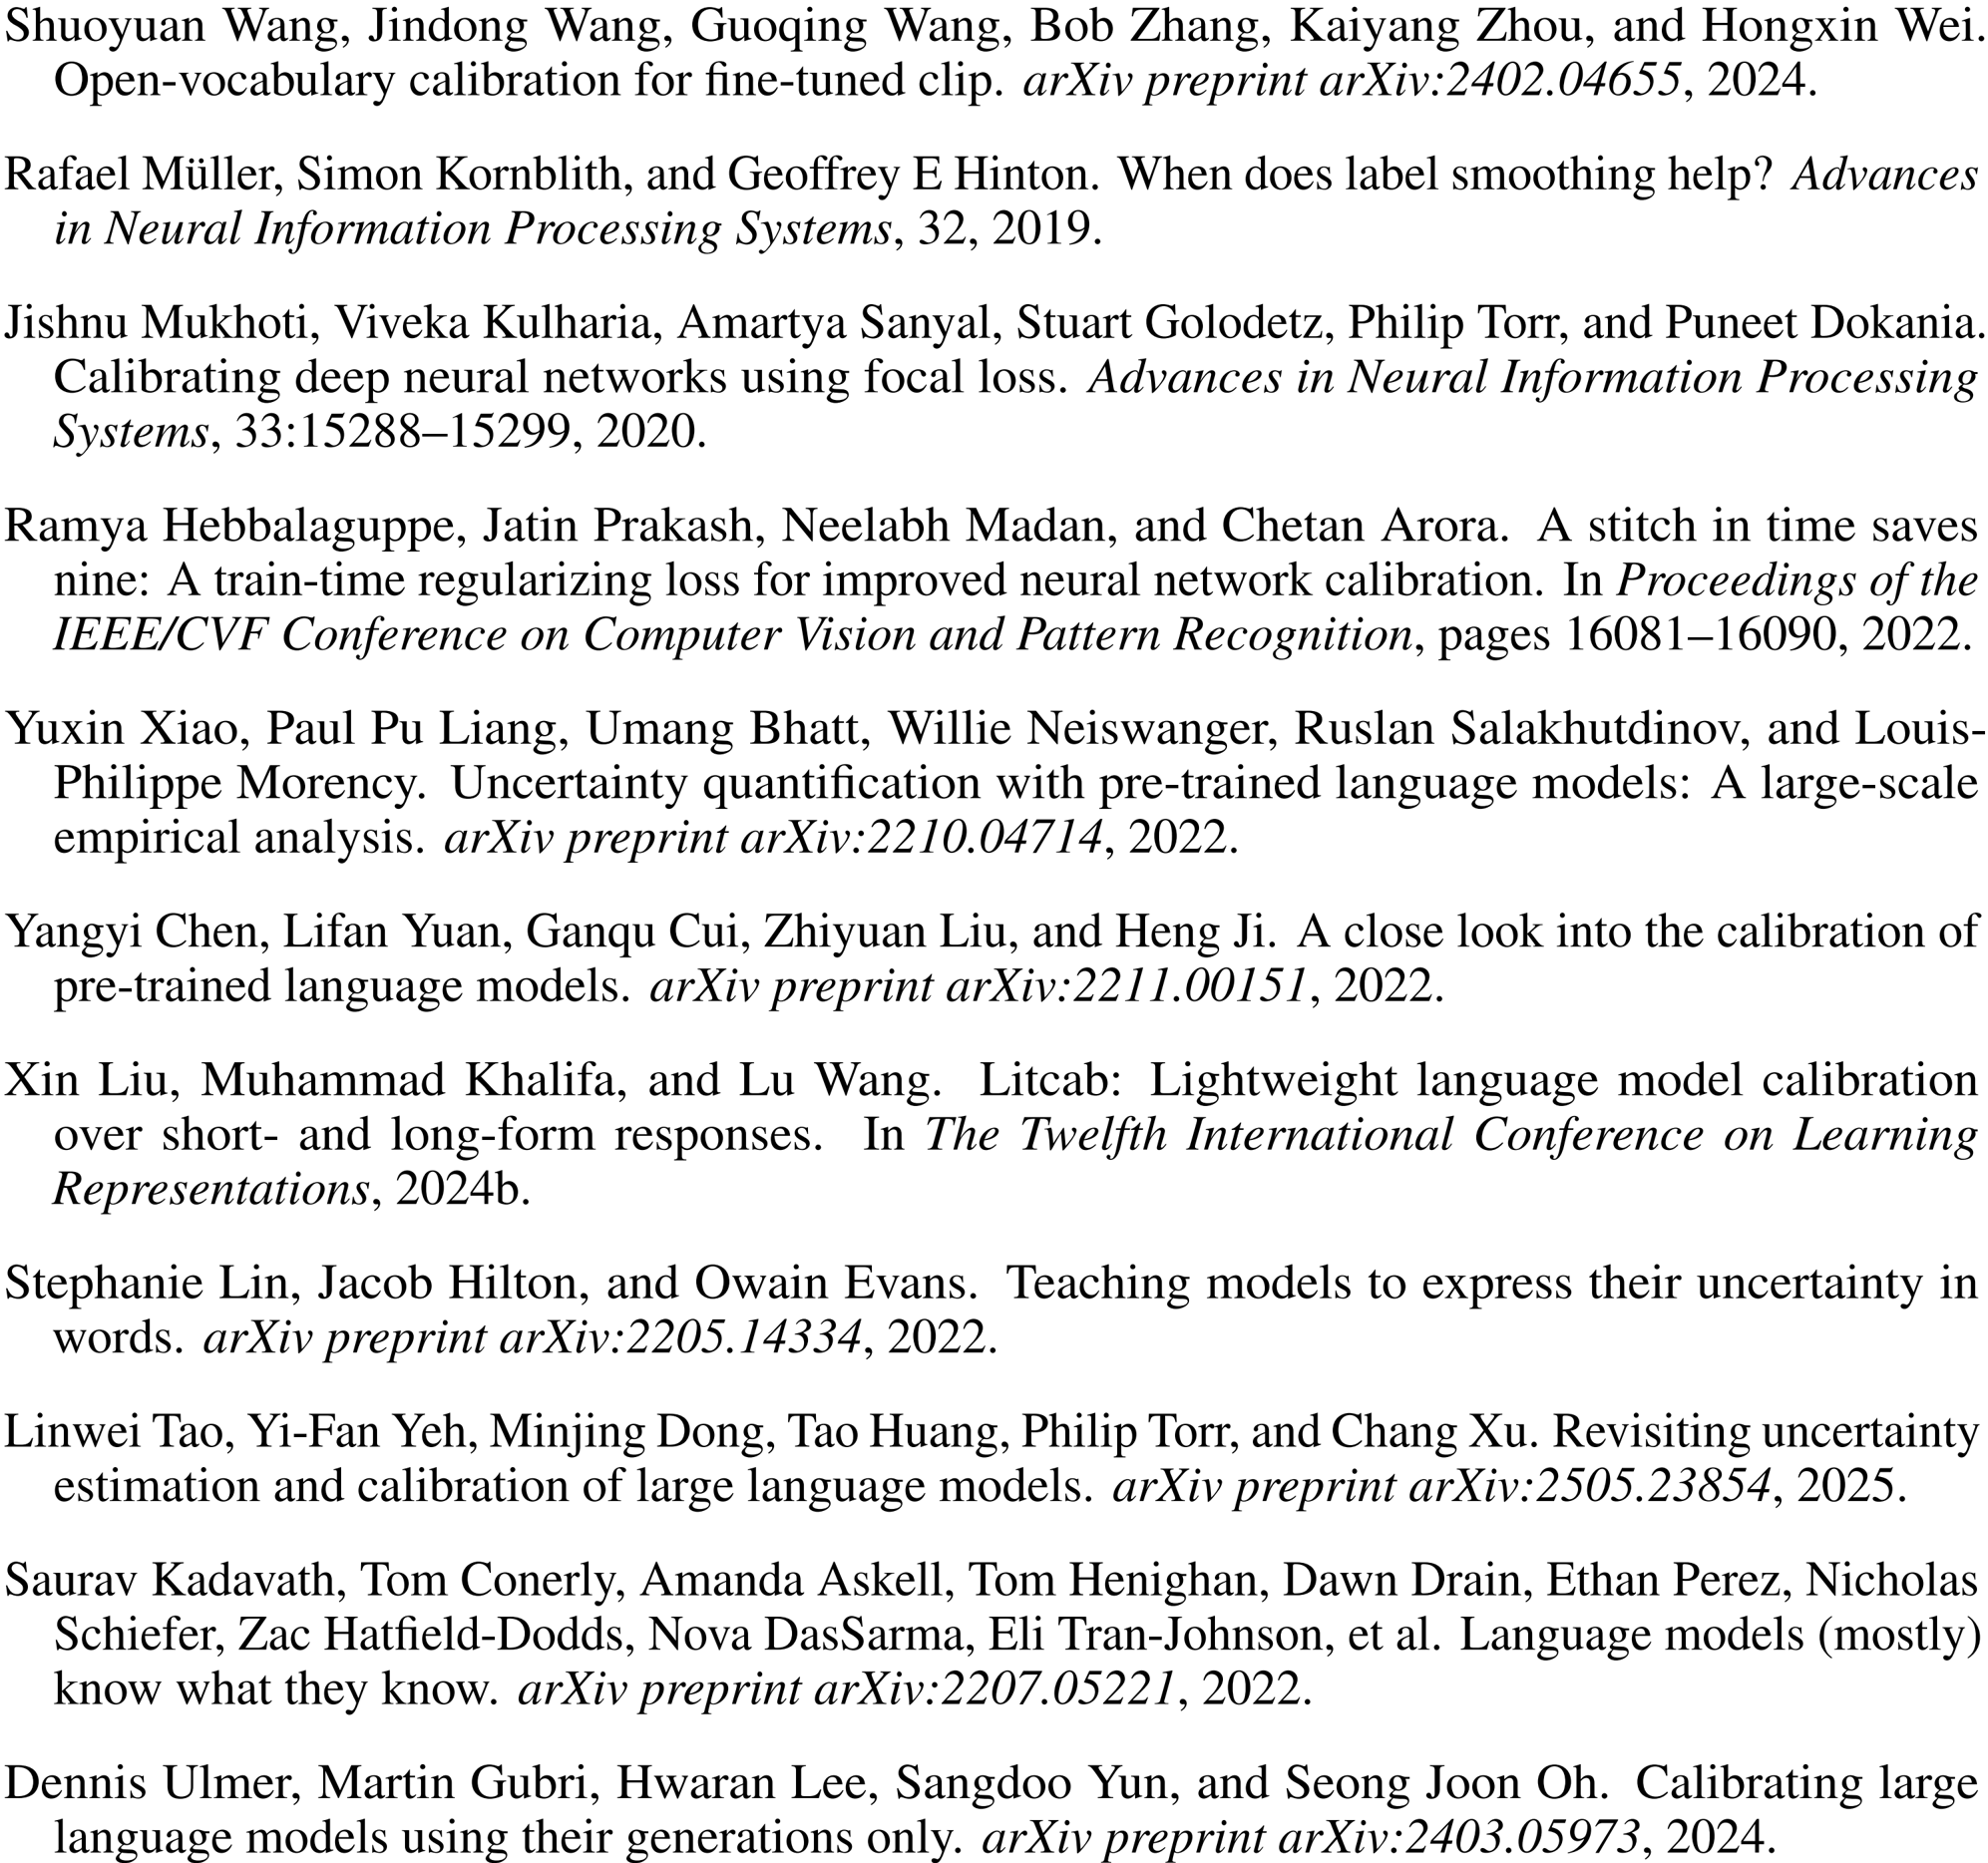 Shuoyuan Wang, Jindong Wang, Guoqing Wang, Bob Zhang, Kaiyang Zhou, and Hongxin Wei.
Open-vocabulary calibration for fine-tuned clip. arXiv preprint arXiv:2402.04655, 2024.
Rafael Müller, Simon Kornblith, and Geoffrey E Hinton. When does label smoothing help? Advances
in Neural Information Processing Systems, 32, 2019.
Jishnu Mukhoti, Viveka Kulharia, Amartya Sanyal, Stuart Golodetz, Philip Torr, and Puneet Dokania.
Calibrating deep neural networks using focal loss. Advances in Neural Information Processing
Systems, 33:15288–15299, 2020.
Ramya Hebbalaguppe, Jatin Prakash, Neelabh Madan, and Chetan Arora. A stitch in time saves
nine: A train-time regularizing loss for improved neural network calibration. In Proceedings of the
IEEE/CVF Conference on Computer Vision and Pattern Recognition, pages 16081–16090, 2022.
Yuxin Xiao, Paul Pu Liang, Umang Bhatt, Willie Neiswanger, Ruslan Salakhutdinov, and Louis-
Philippe Morency. Uncertainty quantification with pre-trained language models: A large-scale
empirical analysis. arXiv preprint arXiv:2210.04714, 2022.
Yangyi Chen, Lifan Yuan, Ganqu Cui, Zhiyuan Liu, and Heng Ji. A close look into the calibration of
pre-trained language models. arXiv preprint arXiv:2211.00151, 2022.
Xin Liu, Muhammad Khalifa, and Lu Wang. Litcab: Lightweight language model calibration
over short- and long-form responses. In The Twelfth International Conference on Learning
Representations, 2024b.
Stephanie Lin, Jacob Hilton, and Owain Evans. Teaching models to express their uncertainty in
words. arXiv preprint arXiv:2205.14334, 2022.
Linwei Tao, Yi-Fan Yeh, Minjing Dong, Tao Huang, Philip Torr, and Chang Xu. Revisiting uncertainty
estimation and calibration of large language models. arXiv preprint arXiv:2505.23854, 2025.
Saurav Kadavath, Tom Conerly, Amanda Askell, Tom Henighan, Dawn Drain, Ethan Perez, Nicholas
Schiefer, Zac Hatfield-Dodds, Nova DasSarma, Eli Tran-Johnson, et al. Language models (mostly)
know what they know. arXiv preprint arXiv:2207.05221, 2022.
Dennis Ulmer, Martin Gubri, Hwaran Lee, Sangdoo Yun, and Seong Joon Oh. Calibrating large
language models using their generations only. arXiv preprint arXiv:2403.05973, 2024.